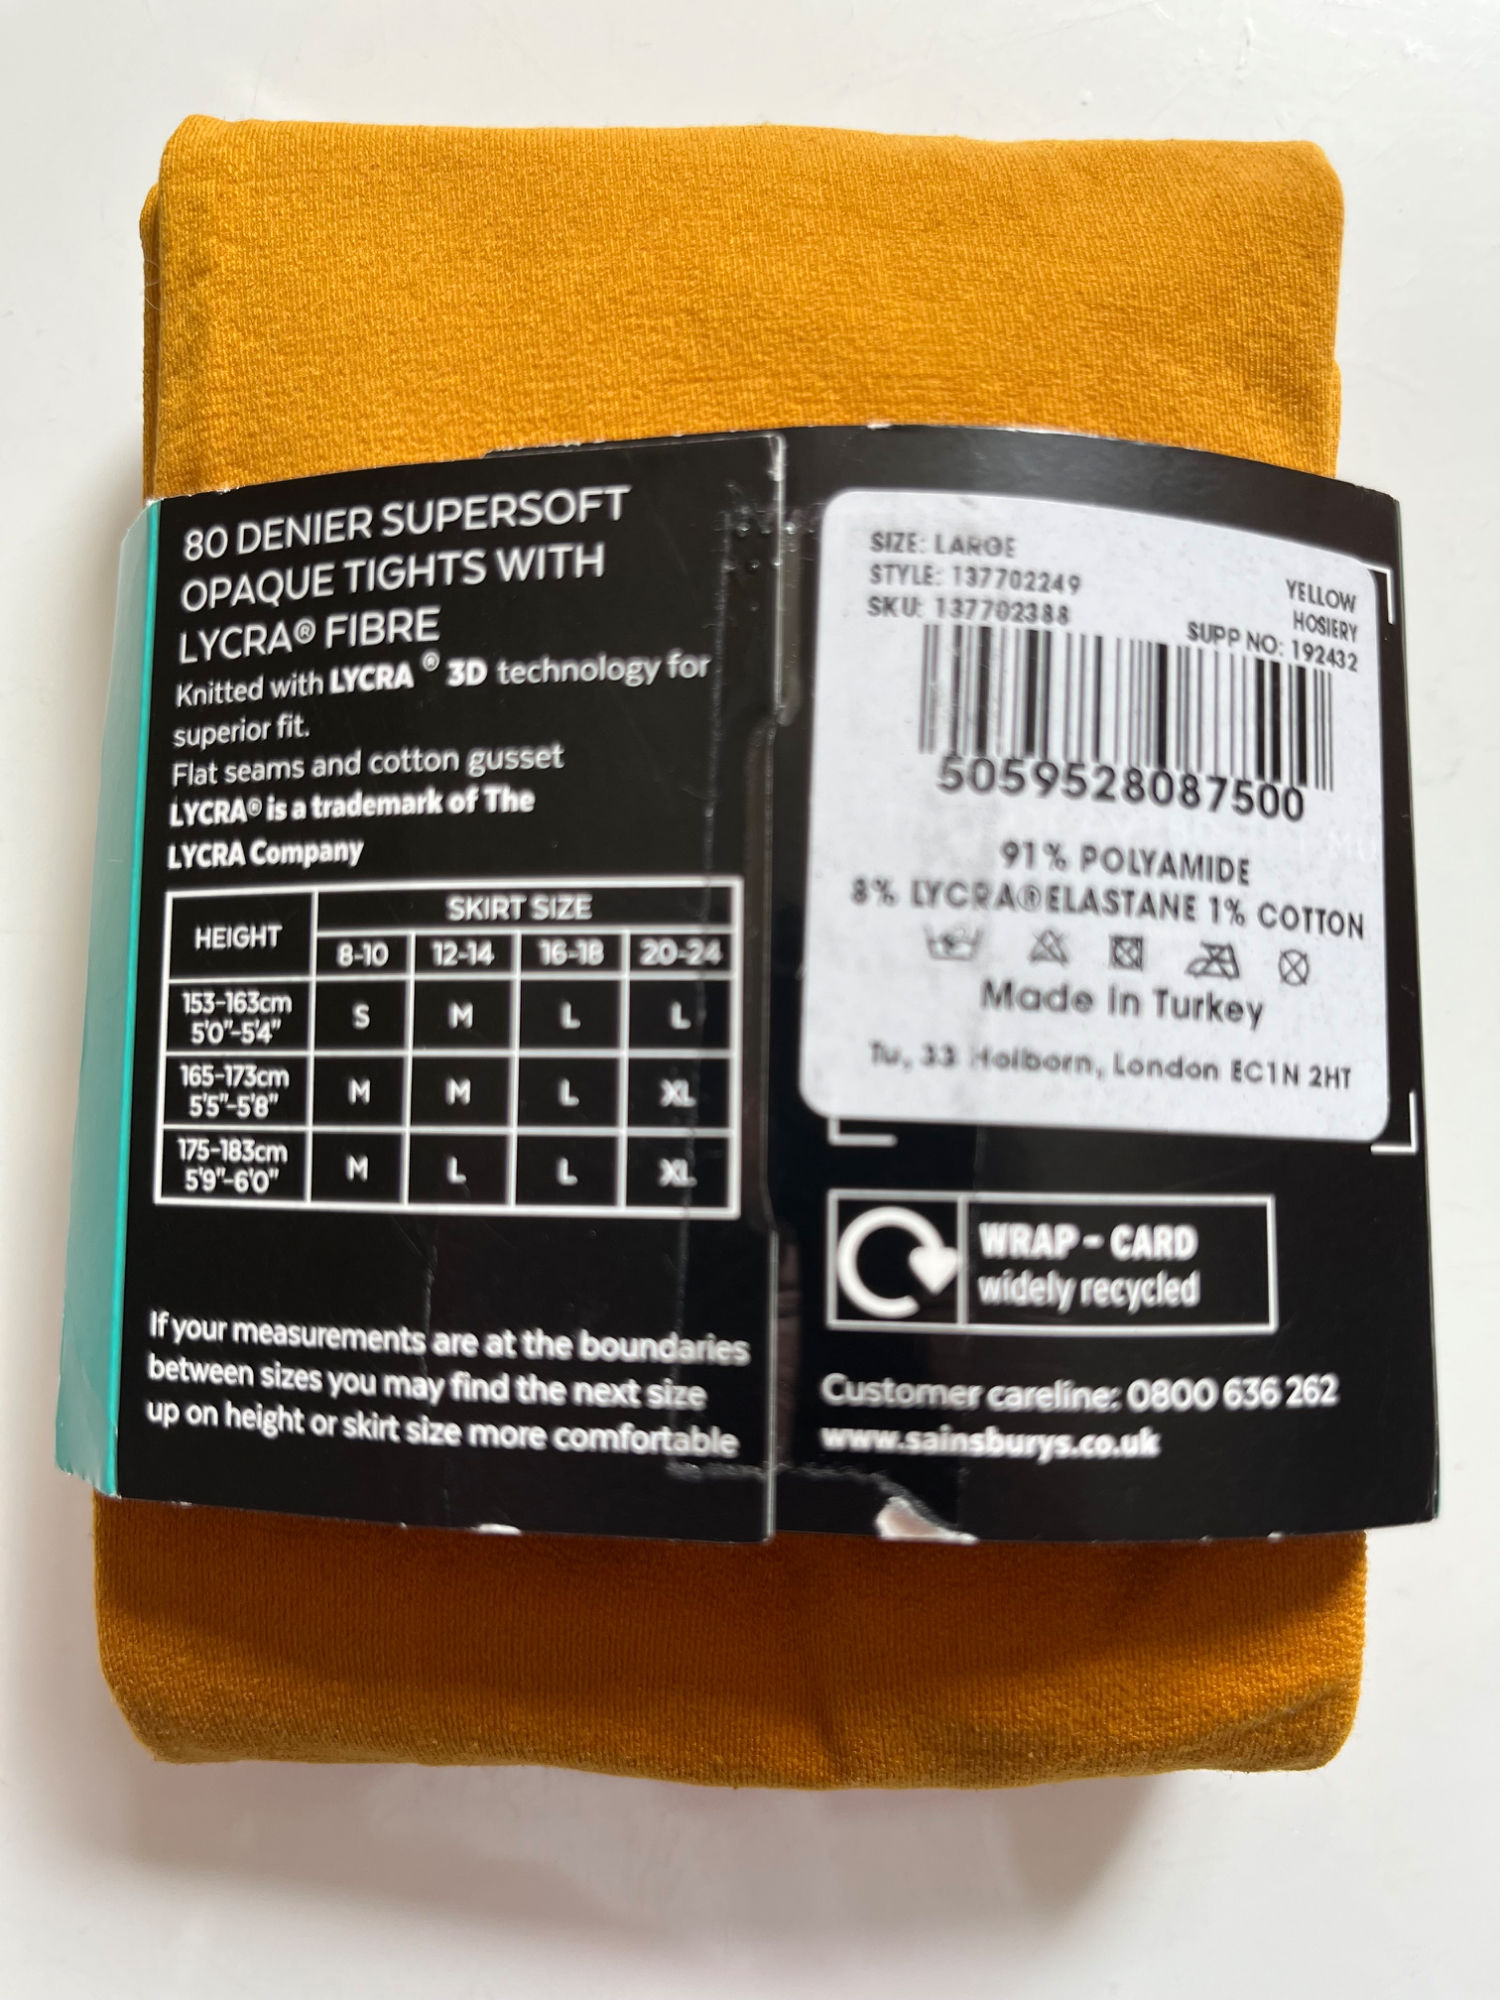 80 DENIER SUPERSOFT
OPAQUE TIGHTS WITH
LYCRA® FIBRE
Knitted with LYCRA ® 3D technology for
superior fit.
Flat seams and cotton gusset
LYCRA® is a trademark of The
LYCRA Company
HEIGHT SKIRT SIZE
8-10 12-14 16-18 20-24
153-163cm
5'0"-5'4" S M L L
165-173cm
5'5"-5'8" M M L XL
175-183cm
5'9"-6'0" M L L XL
If your measurements are at the boundaries
between sizes you may find the next size
up on height or skirt size more comfortable
SIZE: LARGE
STYLE: 137702249
SKU: 137702388
YELLOW
HOSIERY
SUPP NO: 192432
5059528087500
91% POLYAMIDE
8% LYCRA®ELASTANE 1% COTTON
Made in Turkey
Tu, 33 Holborn, London EC1N 2HT
WRAP - CARD
widely recycled
Customer careline: 0800 636 262
www.sainsburys.co.uk